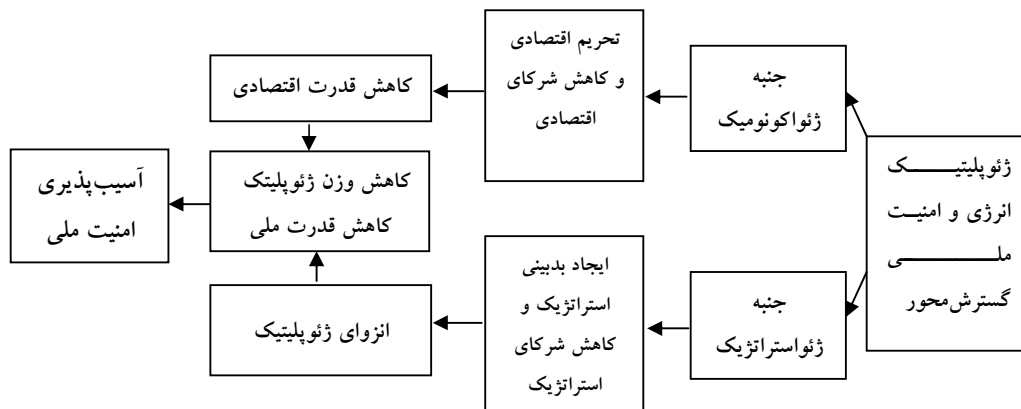 ژئوپلیتیک
انرژی و امنیت
ملی
گسترش‌محور
جنبه
ژئواکونومیک
تحریم اقتصادی
و کاهش شرکای
اقتصادی
کاهش قدرت اقتصادی
جنبه
ژئواستراتژیک
ایجاد بدبینی
استراتژیک و
کاهش شرکای
استراتژیک
انزوای ژئوپلیتیک
کاهش وزن ژئوپلیتک
کاهش قدرت ملی
آسیب‌پذیری
امنیت ملی